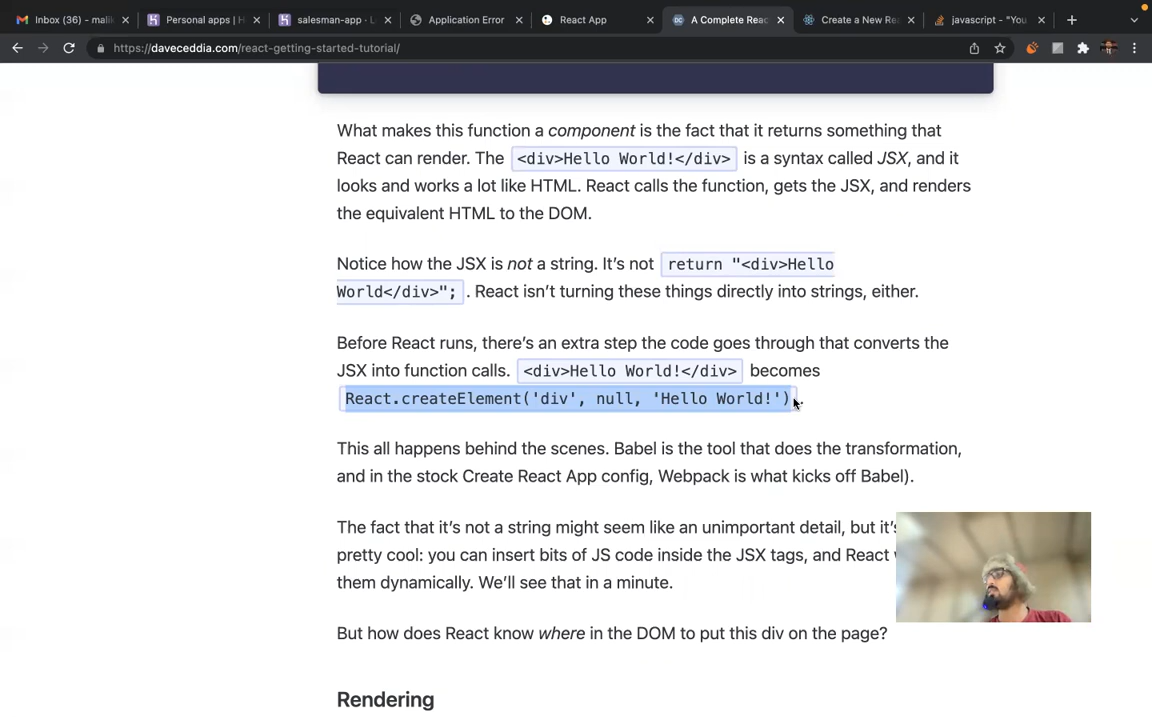 Inbox (36) - mali
Personal apps | H
salesman-app · L
Application Error
React App
A Complete Reac
Create a New Rea
javascript - "You
https://daveceddia.com/react-getting-started-tutorial/
What makes this function a component is the fact that it returns something that
React can render. The <div>Hello World!</div> is a syntax called JSX, and it
looks and works a lot like HTML. React calls the function, gets the JSX, and renders
the equivalent HTML to the DOM.
Notice how the JSX is not a string. It's not return "<div>Hello
World</div>"; . React isn't turning these things directly into strings, either.
Before React runs, there's an extra step the code goes through that converts the
JSX into function calls. <div>Hello World!</div> becomes
React.createElement('div', null, 'Hello World!') .
This all happens behind the scenes. Babel is the tool that does the transformation,
and in the stock Create React App config, Webpack is what kicks off Babel).
The fact that it's not a string might seem like an unimportant detail, but it's
pretty cool: you can insert bits of JS code inside the JSX tags, and React
them dynamically. We'll see that in a minute.
But how does React know where in the DOM to put this div on the page?
Rendering